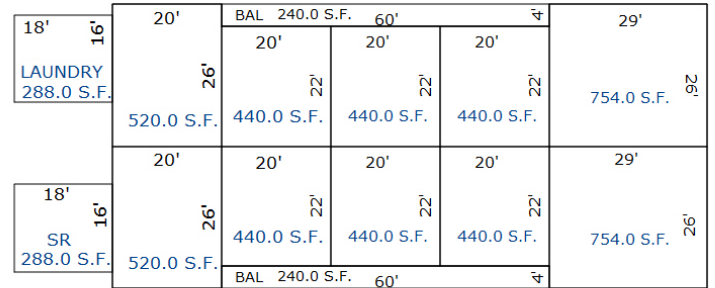 BAL 240.0 S.F. 60' 4'
18' 16' 20' 20' 20' 20' 29'
LAUNDRY 26' 22' 22' 22' 26'
288.0 S.F. 520.0 S.F. 440.0 S.F. 440.0 S.F. 440.0 S.F. 754.0 S.F.
20' 20' 20' 20' 29'
18' 16' 26' 22' 22' 22' 26'
SR 440.0 S.F. 440.0 S.F. 440.0 S.F. 754.0 S.F.
288.0 S.F. 520.0 S.F.
BAL 240.0 S.F. 60' 4'